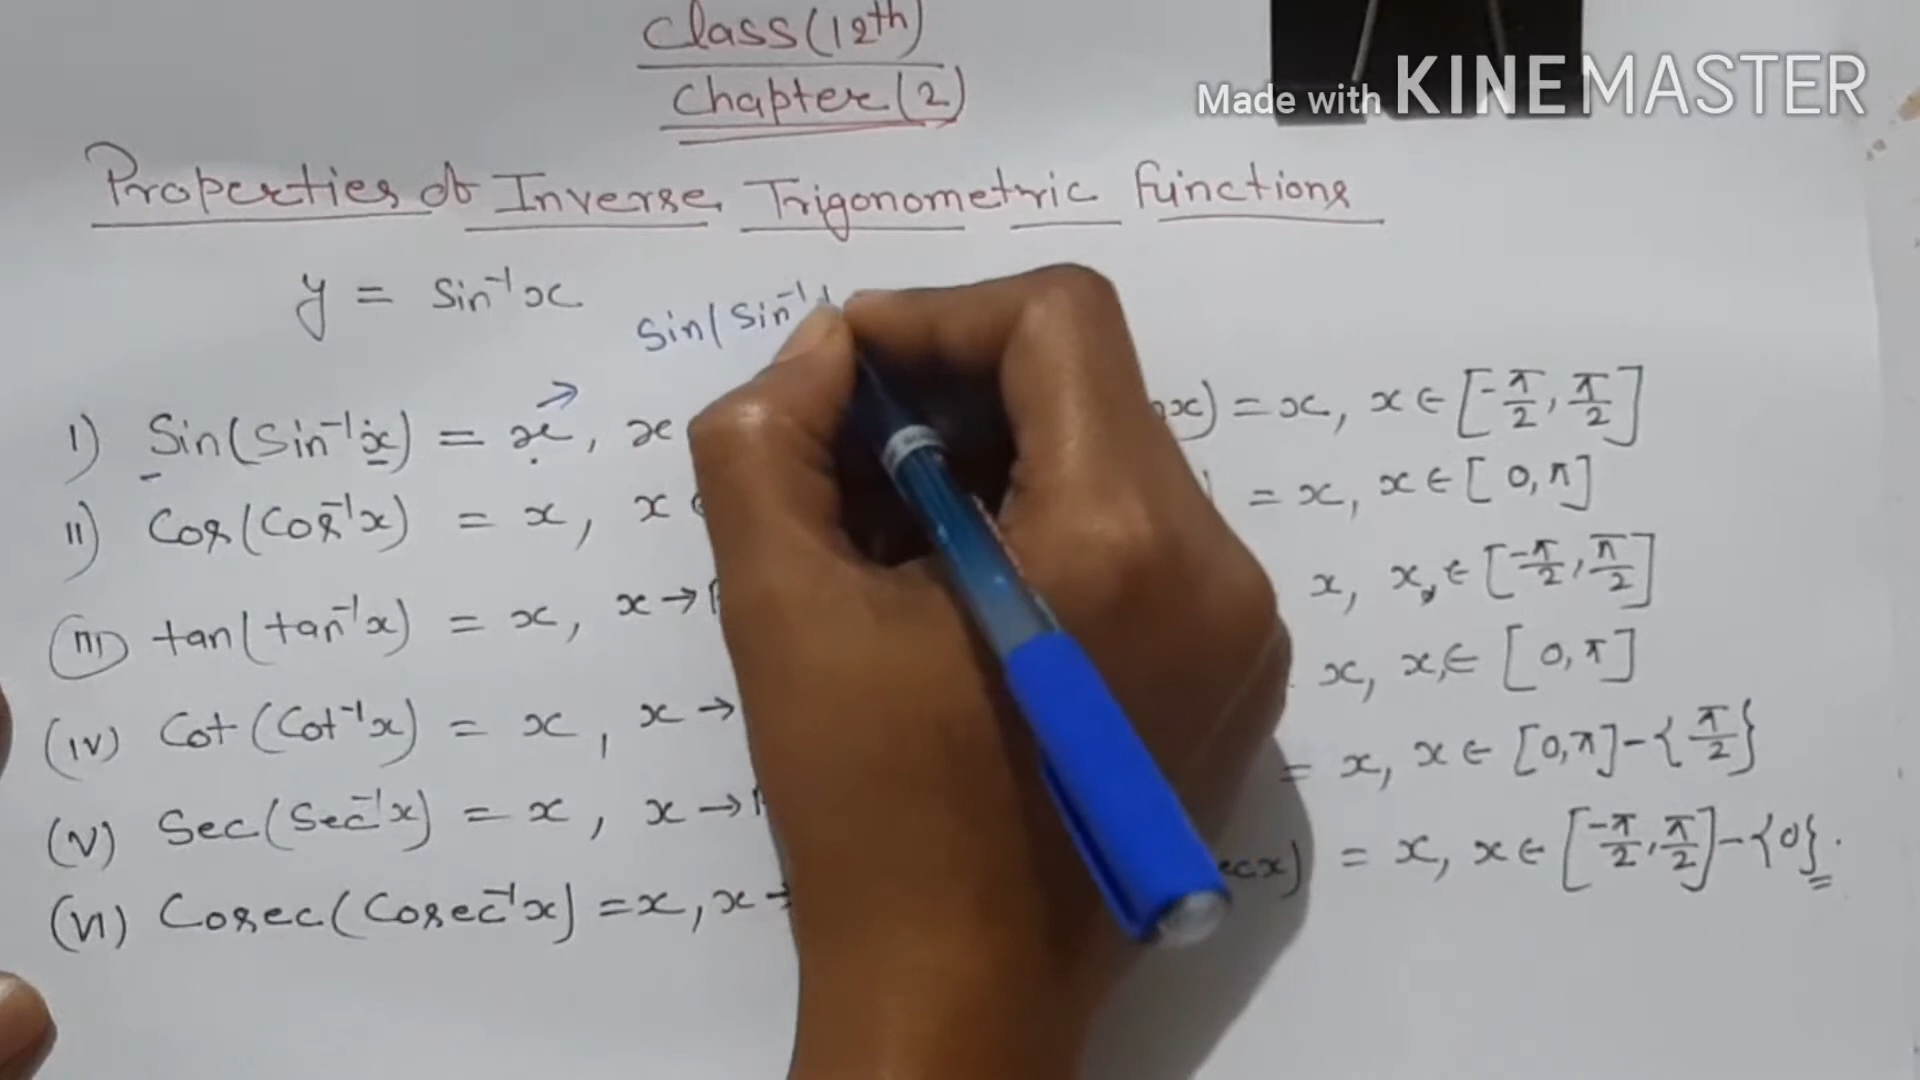 Class (12th)
Chapter (2)
Made with KINEMASTER
Properties of Inverse Trigonometric functions
y = Sin⁻¹x
Sin(Sin⁻¹
i) Sin(Sin⁻¹x) = x, x
x) = x, x ∈ [-π/2, π/2]
ii) Cos(Cos⁻¹x) = x, x
= x, x ∈ [0, π]
(iii) tan(tan⁻¹x) = x, x →
x, x, ∈ [-π/2, π/2]
(iv) Cot(Cot⁻¹x) = x, x →
x, x, ∈ [0, π]
(v) Sec(Sec⁻¹x) = x, x →
= x, x ∈ [0, π] - {π/2}
(vi) Cosec(Cosec⁻¹x) = x, x →
ecx) = x, x ∈ [-π/2, π/2] - {0}.